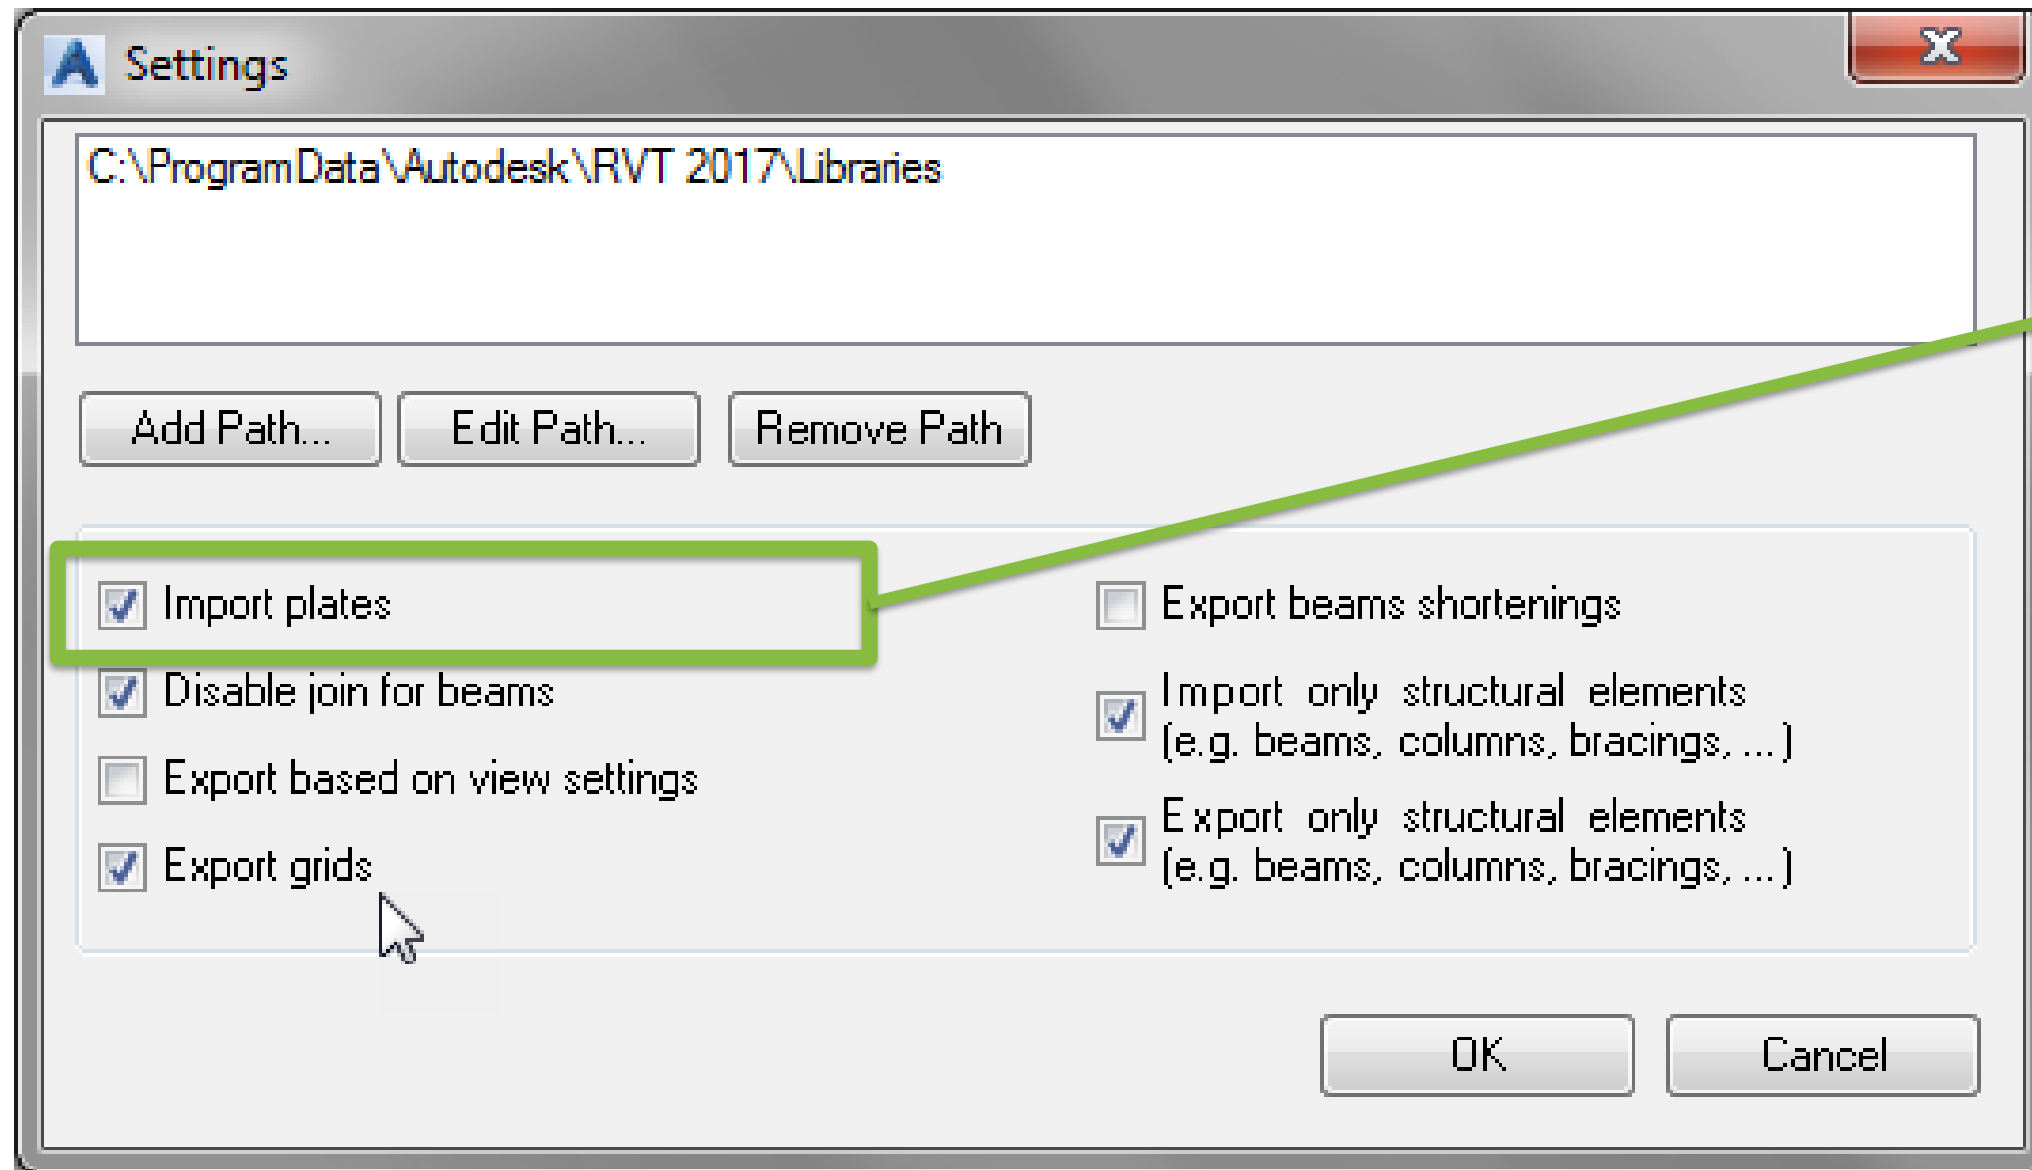 Settings
C:\ProgramData\Autodesk\RVT 2017\Libraries
Add Path... Edit Path... Remove Path
Import plates
Disable join for beams
Export based on view settings
Export grids
Export beams shortenings
Import only structural elements
(e.g. beams, columns, bracings, ...)
Export only structural elements
(e.g. beams, columns, bracings, ...)
OK Cancel